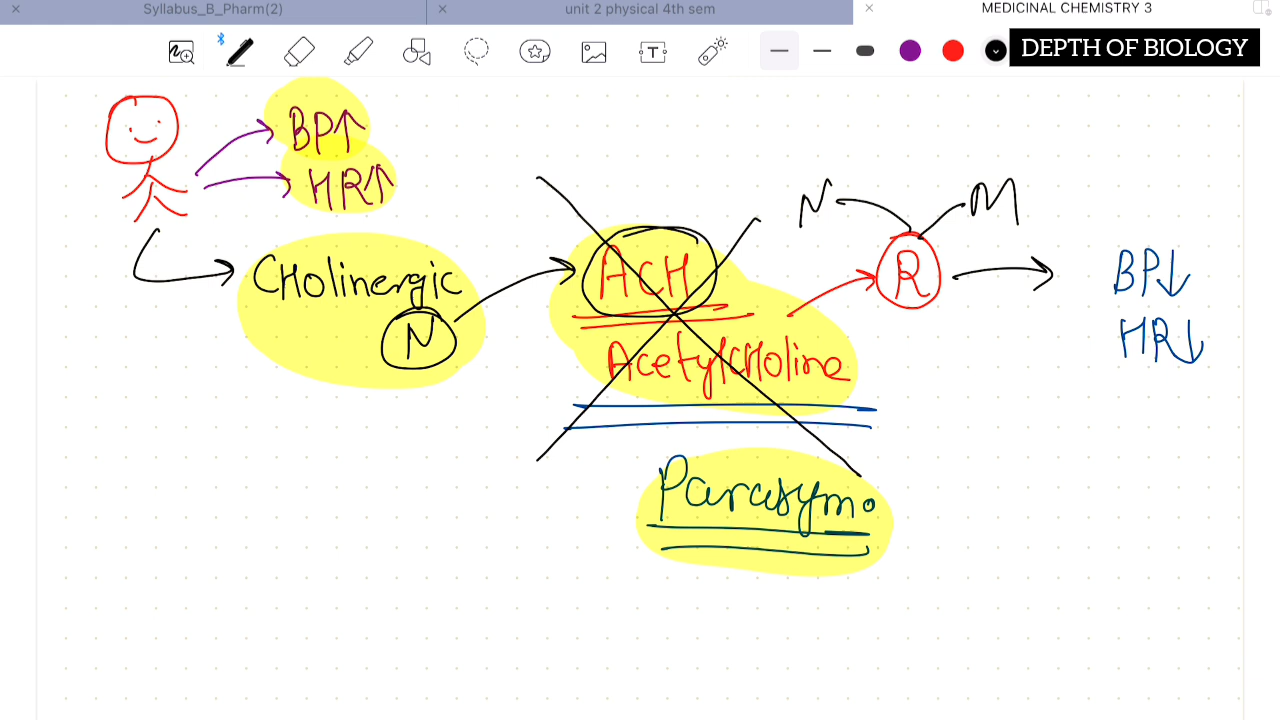 Syllabus_B_Pharm(2)
unit 2 physical 4th sem
MEDICINAL CHEMISTRY 3
T
DEPTH OF BIOLOGY
BP↑
HR↑
N
M
CHolinergic
N
ACH
R
BP↓
HR↓
AcetylCHoline
Parasym。